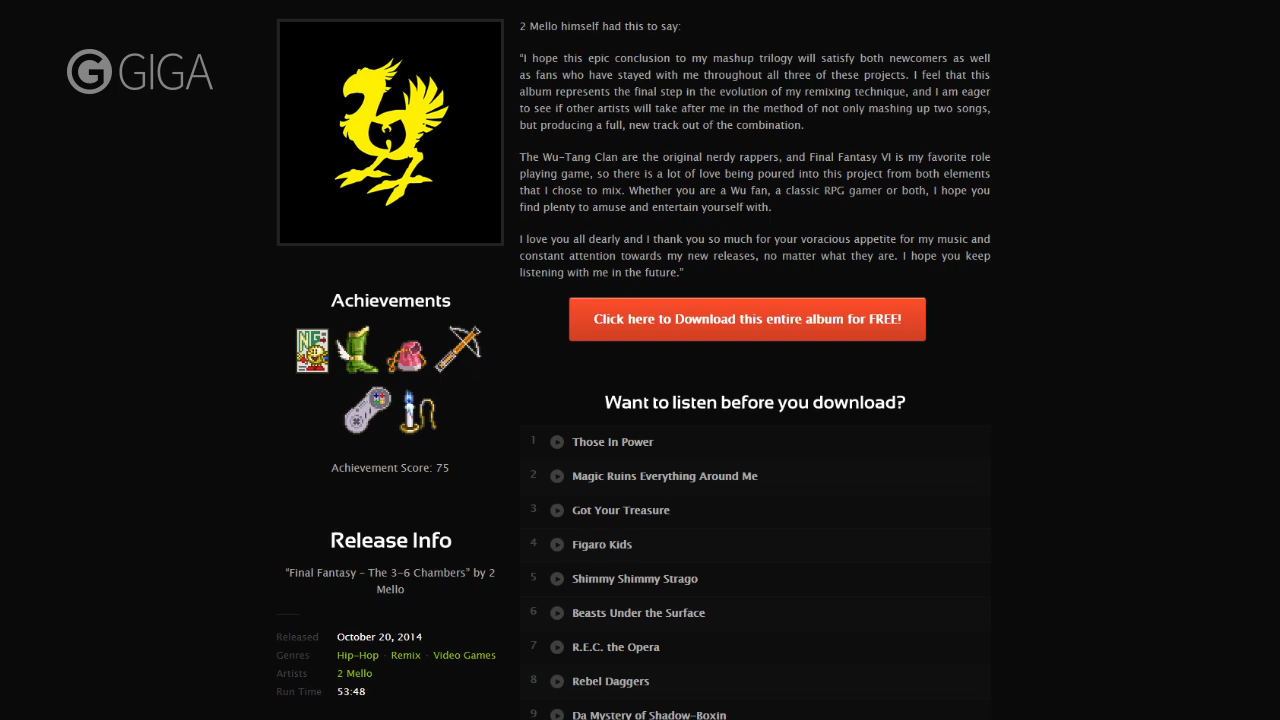 GIGA
2 Mello himself had this to say:
“I hope this epic conclusion to my mashup trilogy will satisfy both newcomers as well
as fans who have stayed with me throughout all three of these projects. I feel that this
album represents the final step in the evolution of my remixing technique, and I am eager
to see if other artists will take after me in the method of not only mashing up two songs,
but producing a full, new track out of the combination.
The Wu-Tang Clan are the original nerdy rappers, and Final Fantasy VI is my favorite role
playing game, so there is a lot of love being poured into this project from both elements
that I chose to mix. Whether you are a Wu fan, a classic RPG gamer or both, I hope you
find plenty to amuse and entertain yourself with.
I love you all dearly and I thank you so much for your voracious appetite for my music and
constant attention towards my new releases, no matter what they are. I hope you keep
listening with me in the future.”
Click here to Download this entire album for FREE!
Achievements
NG
Achievement Score: 75
Release Info
“Final Fantasy – The 3-6 Chambers” by 2
Mello
Released October 20, 2014
Genres Hip-Hop · Remix · Video Games
Artists 2 Mello
Run Time 53:48
Want to listen before you download?
1 Those In Power
2 Magic Ruins Everything Around Me
3 Got Your Treasure
4 Figaro Kids
5 Shimmy Shimmy Strago
6 Beasts Under the Surface
7 R.E.C. the Opera
8 Rebel Daggers
9 Da Mystery of Shadow-Boxin